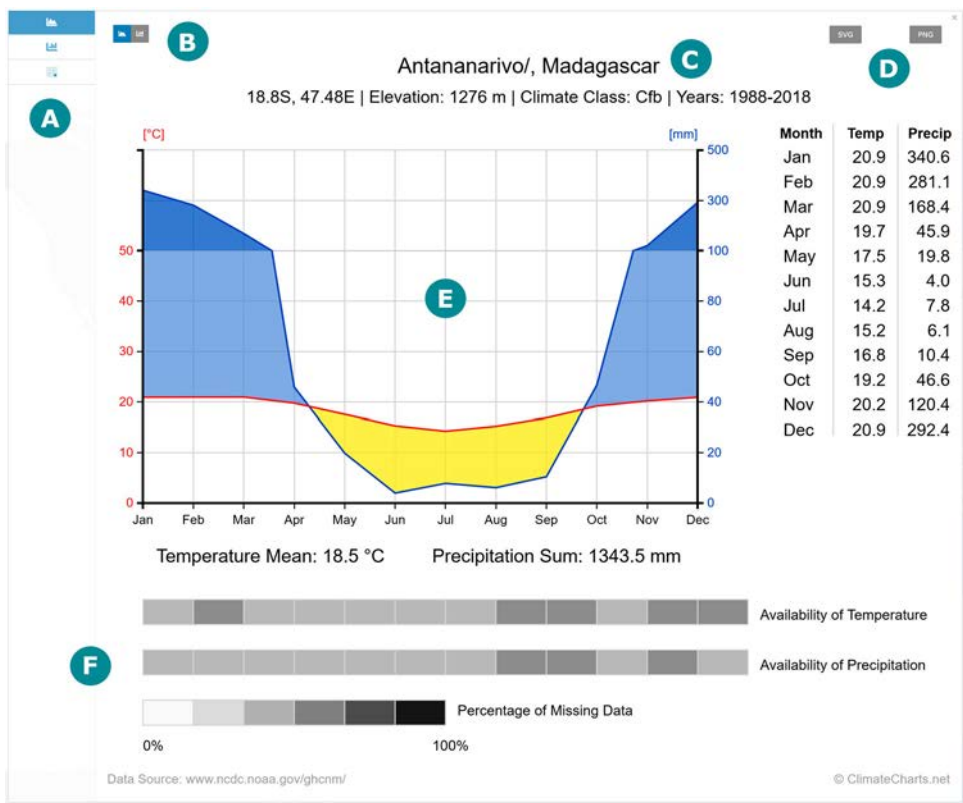 SVG PNG
A
B
C
D
Antananarivo/, Madagascar
18.8S, 47.48E | Elevation: 1276 m | Climate Class: Cfb | Years: 1988-2018
[°C] [mm]
50
40
30
20
10
0
500
300
100
80
60
40
20
0
E
Jan Feb Mar Apr May Jun Jul Aug Sep Oct Nov Dec
Month Temp Precip
Jan 20.9 340.6
Feb 20.9 281.1
Mar 20.9 168.4
Apr 19.7 45.9
May 17.5 19.8
Jun 15.3 4.0
Jul 14.2 7.8
Aug 15.2 6.1
Sep 16.8 10.4
Oct 19.2 46.6
Nov 20.2 120.4
Dec 20.9 292.4
Temperature Mean: 18.5 °C Precipitation Sum: 1343.5 mm
Availability of Temperature
F
Availability of Precipitation
Percentage of Missing Data
0% 100%
Data Source: www.ncdc.noaa.gov/ghcnm/ © ClimateCharts.net